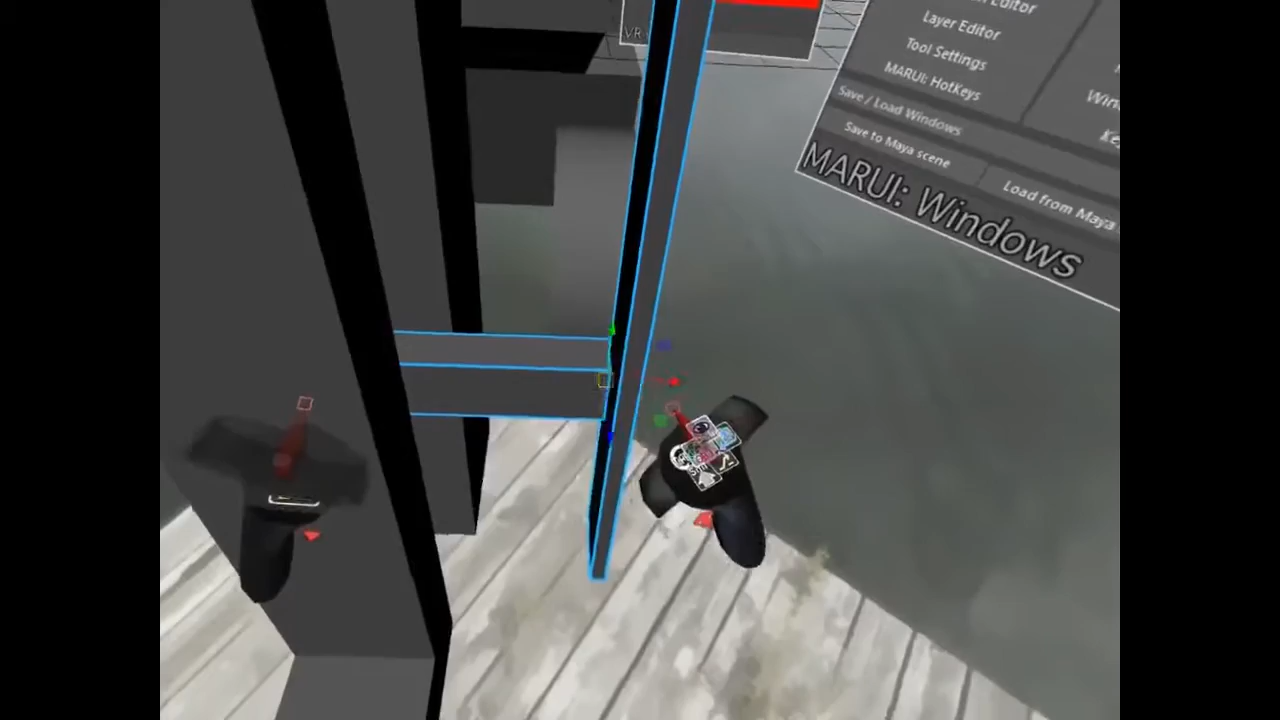 VR
Editor
Layer Editor
Tool Settings
MARUI: HotKeys
Save / Load Windows
Save to Maya scene
Load from Maya
MARUI: Windows